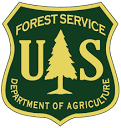 FOREST SERVICE
U S
DEPARTMENT OF AGRICULTURE